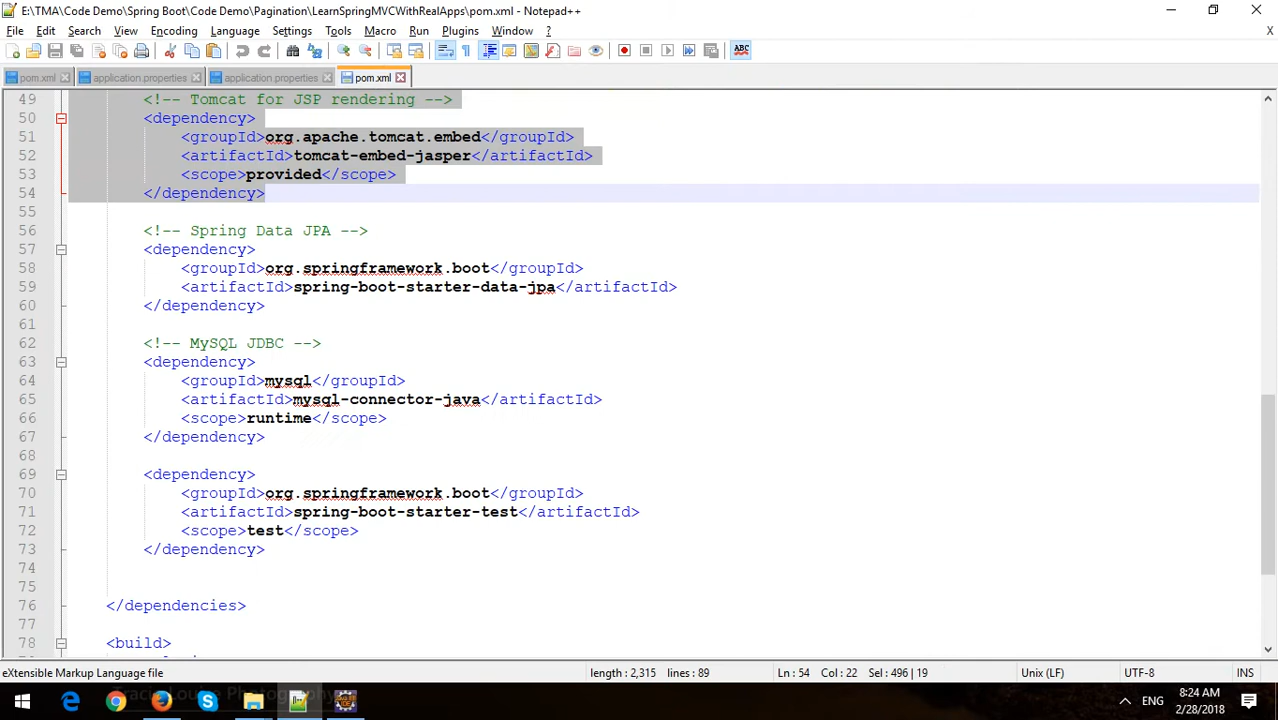 E:\TMA\Code Demo\Spring Boot\Code Demo\Pagination\LearnSpringMVCWithRealApps\pom.xml - Notepad++
File Edit Search View Encoding Language Settings Tools Macro Run Plugins Window ? X
ABC
pom.xml application.properties application.properties pom.xml
49 <!-- Tomcat for JSP rendering -->
50 <dependency>
51 <groupId>org.apache.tomcat.embed</groupId>
52 <artifactId>tomcat-embed-jasper</artifactId>
53 <scope>provided</scope>
54 </dependency>
55
56 <!-- Spring Data JPA -->
57 <dependency>
58 <groupId>org.springframework.boot</groupId>
59 <artifactId>spring-boot-starter-data-jpa</artifactId>
60 </dependency>
61
62 <!-- MySQL JDBC -->
63 <dependency>
64 <groupId>mysql</groupId>
65 <artifactId>mysql-connector-java</artifactId>
66 <scope>runtime</scope>
67 </dependency>
68
69 <dependency>
70 <groupId>org.springframework.boot</groupId>
71 <artifactId>spring-boot-starter-test</artifactId>
72 <scope>test</scope>
73 </dependency>
74
75
76 </dependencies>
77
78 <build>
eXtensible Markup Language file length : 2,315 lines : 89 Ln : 54 Col : 22 Sel : 496 | 19 Unix (LF) UTF-8 INS
ENG 8:24 AM
2/28/2018